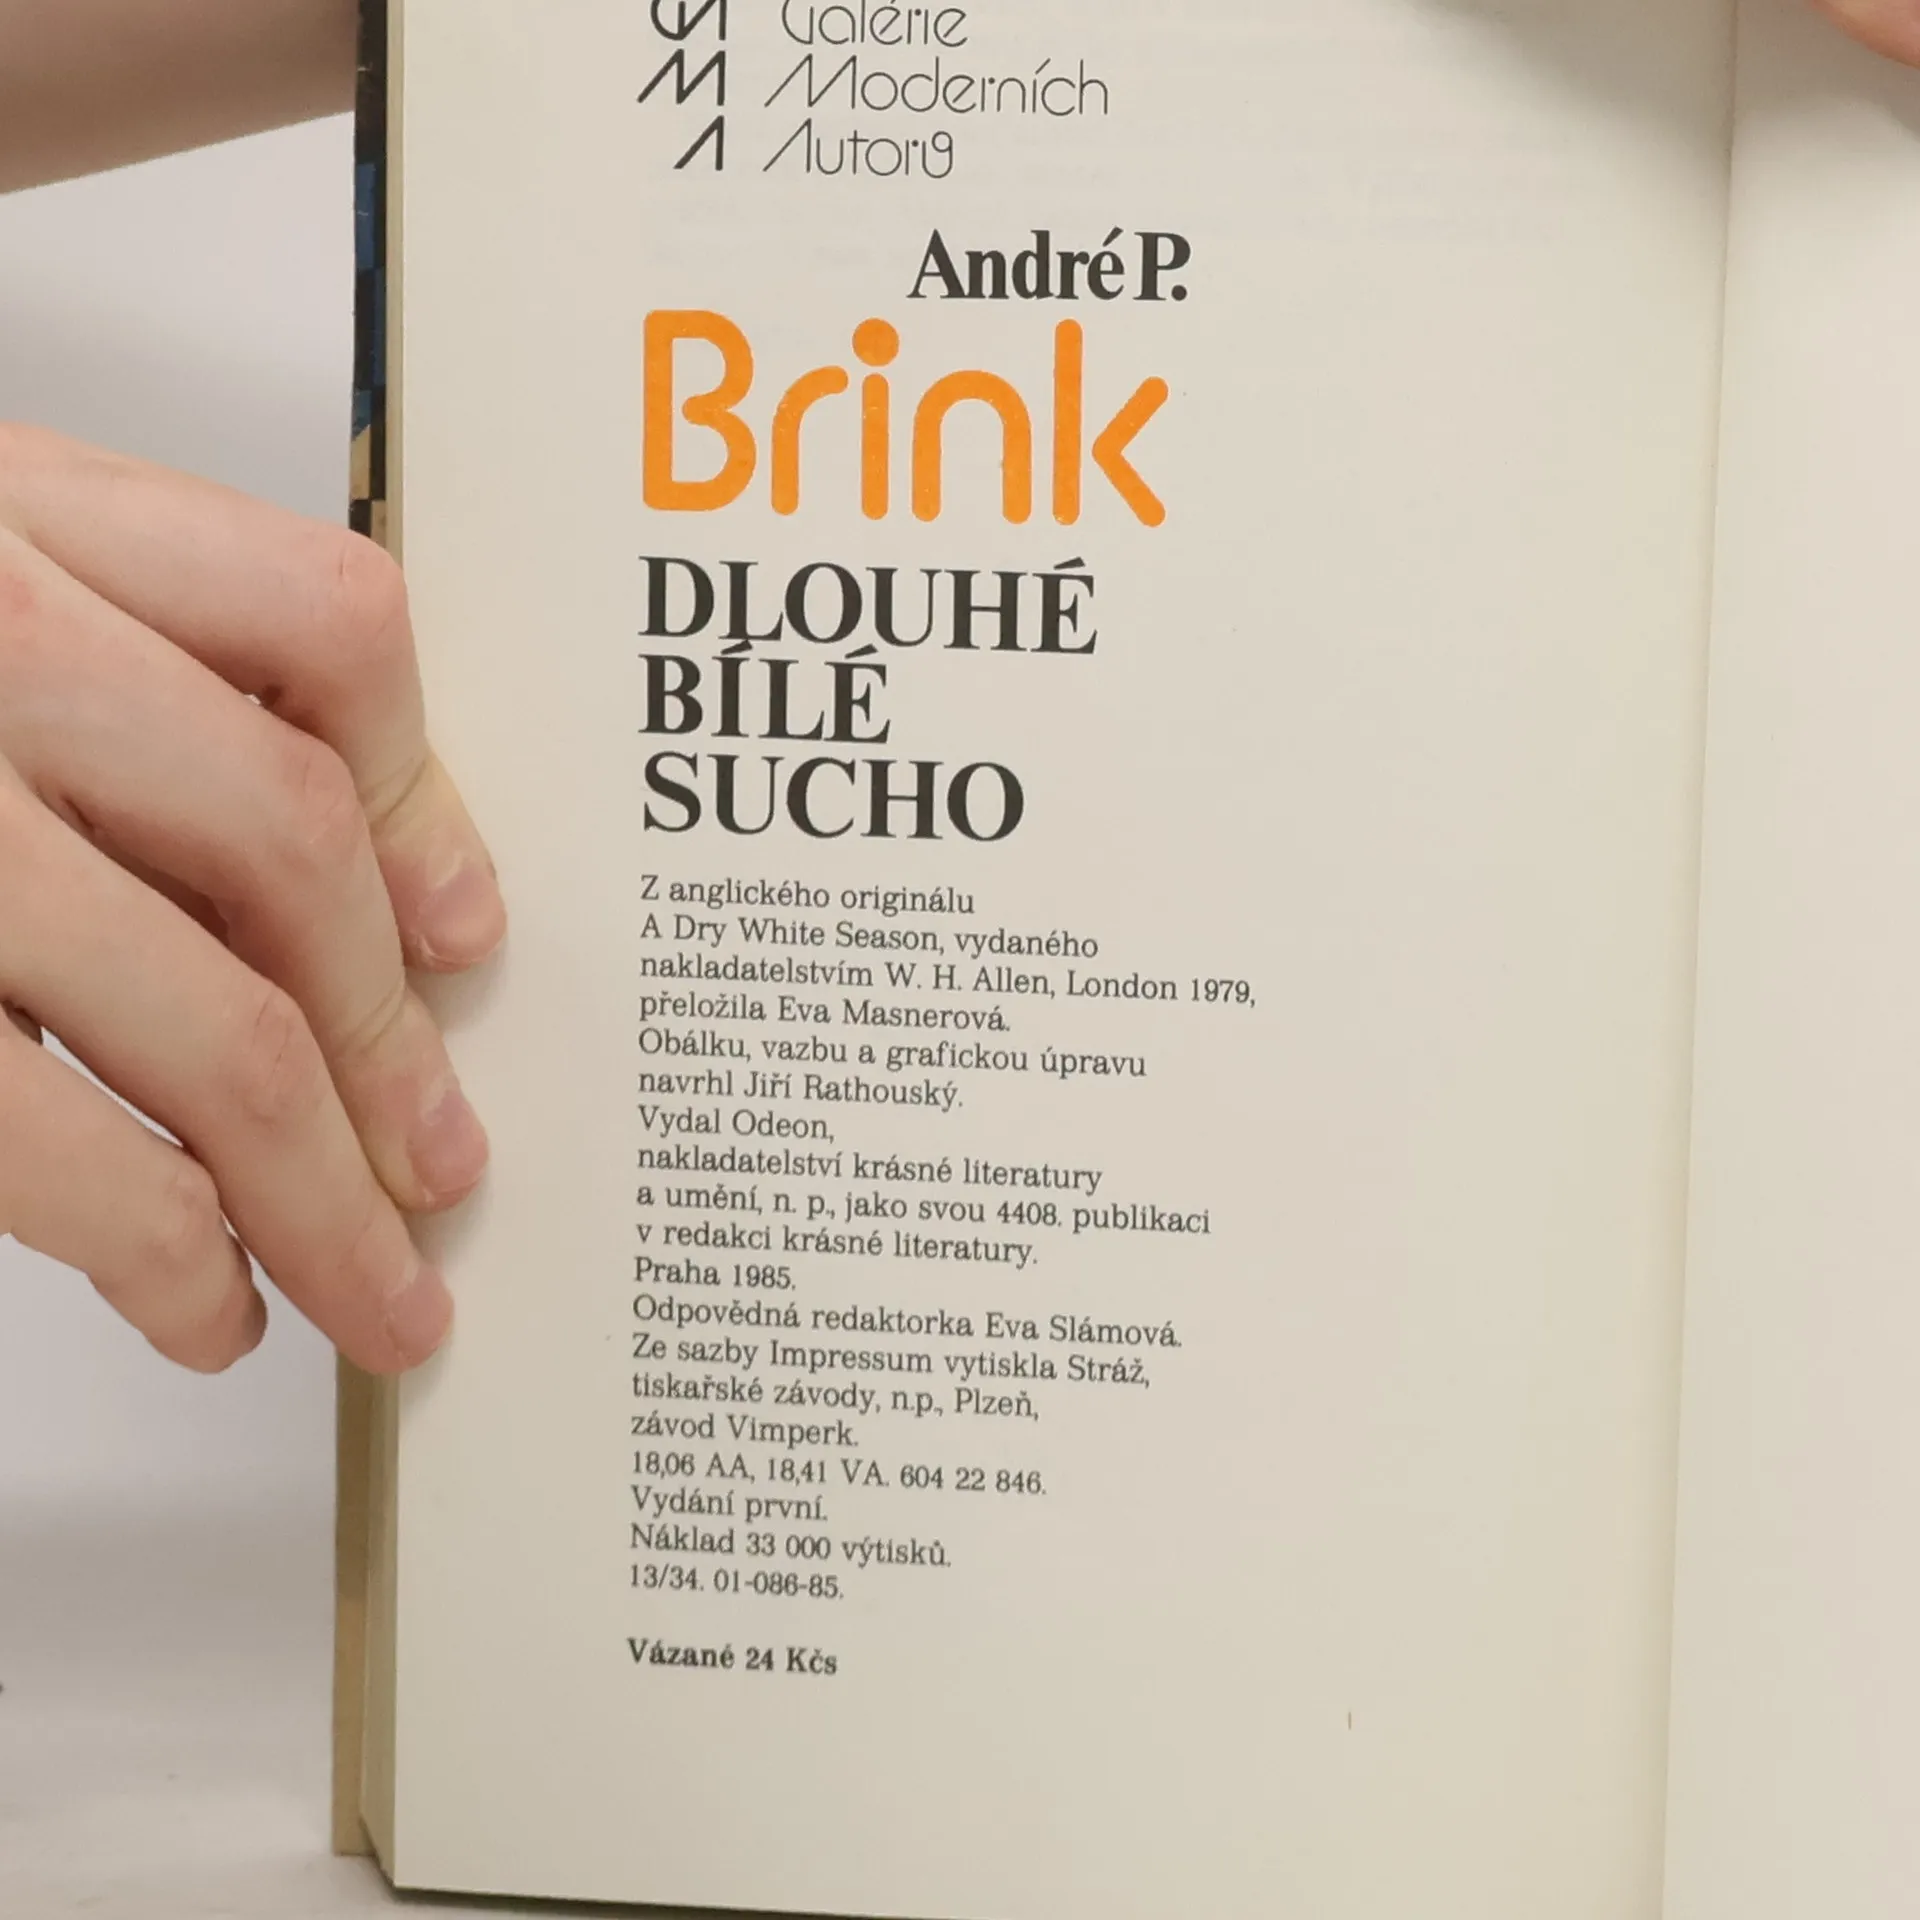 Galérie
Moderních
Autorů
André P.
Brink
DLOUHÉ
BÍLÉ
SUCHO
Z anglického originálu
A Dry White Season, vydaného
nakladatelstvím W. H. Allen, London 1979,
přeložila Eva Masnerová.
Obálku, vazbu a grafickou úpravu
navrhl Jiří Rathouský.
Vydal Odeon,
nakladatelství krásné literatury
a umění, n. p., jako svou 4408. publikaci
v redakci krásné literatury.
Praha 1985.
Odpovědná redaktorka Eva Slámová.
Ze sazby Impressum vytiskla Stráž,
tiskařské závody, n.p., Plzeň,
závod Vimperk.
18,06 AA, 18,41 VA. 604 22 846.
Vydání první.
Náklad 33 000 výtisků.
13/34. 01-086-85.
Vázané 24 Kčs